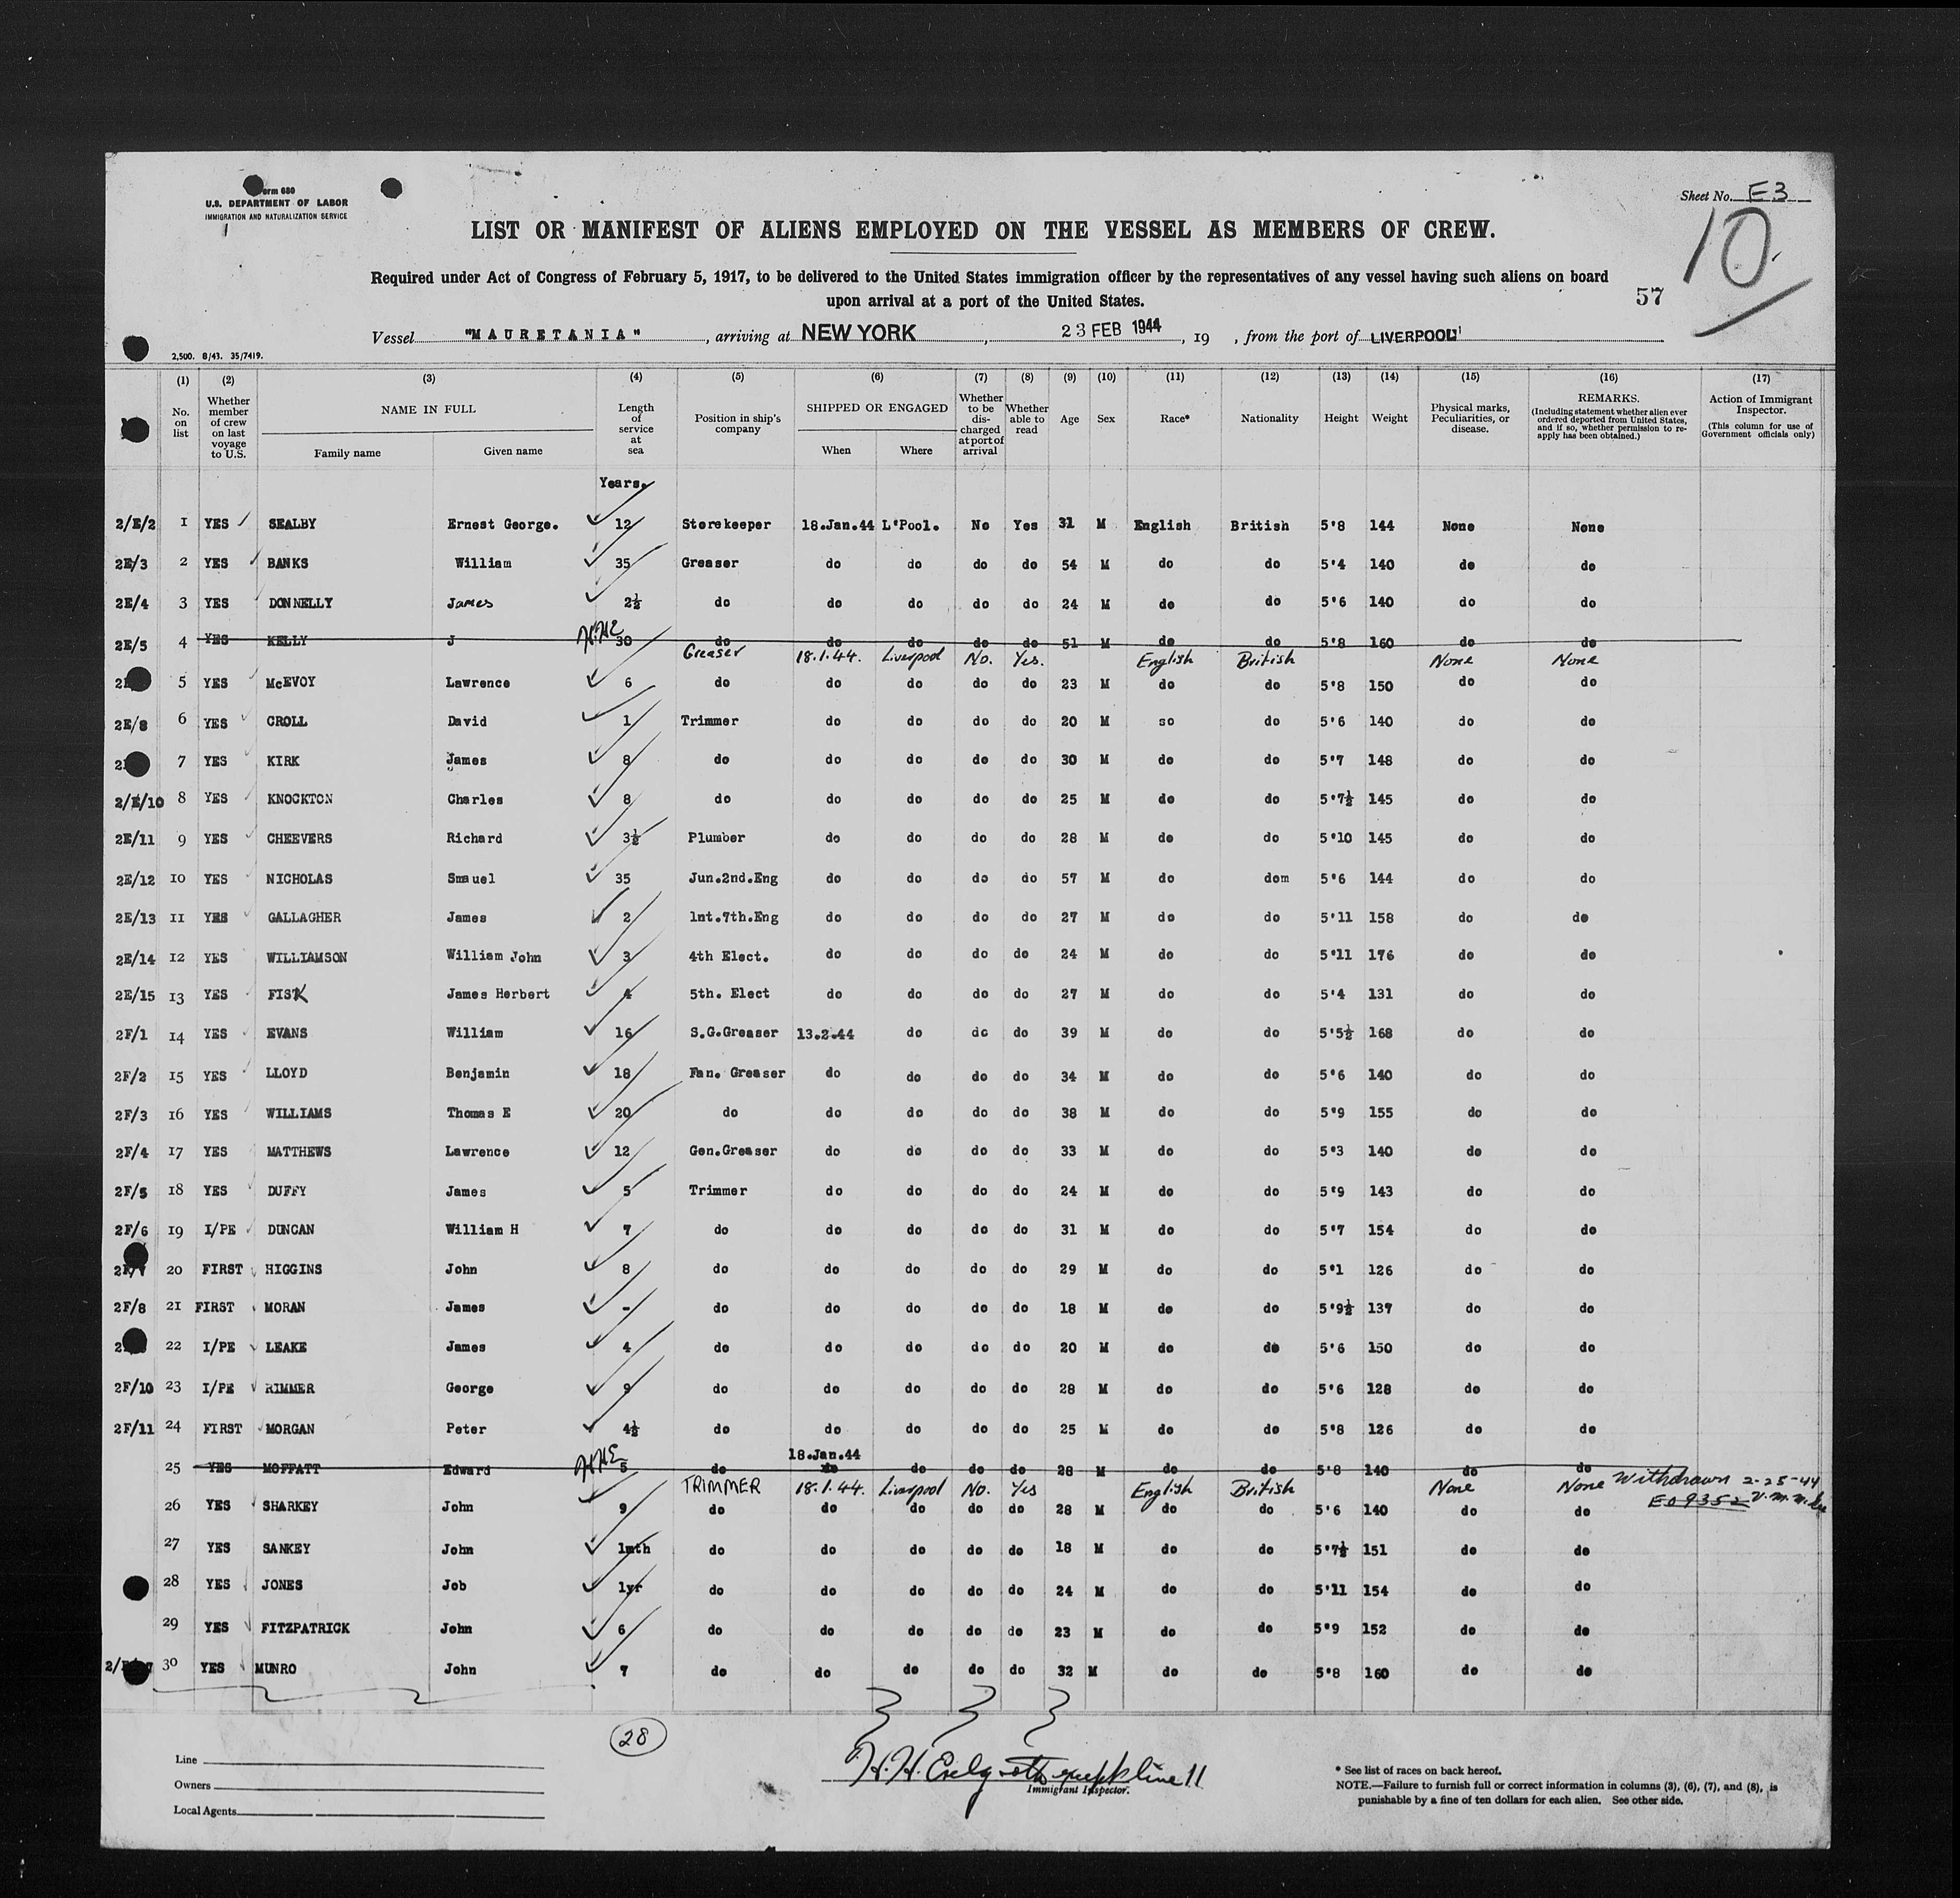 Form 680
U.S. DEPARTMENT OF LABOR
IMMIGRATION AND NATURALIZATION SERVICE
Sheet No. E3
10
LIST OR MANIFEST OF ALIENS EMPLOYED ON THE VESSEL AS MEMBERS OF CREW.
Required under Act of Congress of February 5, 1917, to be delivered to the United States immigration officer by the representatives of any vessel having such aliens on board
upon arrival at a port of the United States.
57
Vessel "MAURETANIA", arriving at NEW YORK, 23 FEB 1944, 19 , from the port of LIVERPOOL
2,500. 8/43. 35/7419.
(1) (2) (3) (4) (5) (6) (7) (8) (9) (10) (11) (12) (13) (14) (15) (16) (17)
No. on list Whether member of crew on last voyage to U.S. NAME IN FULL Family name Given name Length of service at sea Position in ship's company SHIPPED OR ENGAGED When Where Whether to be discharged at port of arrival Whether able to read Age Sex Race* Nationality Height Weight Physical marks, Peculiarities, or disease. REMARKS. (Including statement whether alien ever ordered deported from United States, and if so, whether permission to re-apply has been obtained.) Action of Immigrant Inspector. (This column for use of Government officials only)
Years.
2/E/2 1 YES SEALBY Ernest George. 12 Storekeeper 18.Jan.44 L'Pool. No Yes 31 M English British 5'8 144 None None
2E/3 2 YES BANKS William 35 Greaser do do do do 54 M do do 5'4 140 do do
2E/4 3 YES DONNELLY James 2½ do do do do do 24 M do do 5'6 140 do do
2E/5 4 YES KELLY J 30 do do do do do 51 M do do 5'8 160 do do
Greaser 18.1.44. Liverpool No. Yes. English British None None
5 YES McEVOY Lawrence 6 do do do do do 23 M do do 5'8 150 do do
2E/8 6 YES CROLL David 1 Trimmer do do do do 20 M so do 5'6 140 do do
7 YES KIRK James 8 do do do do do 30 M do do 5'7 148 do do
2/E/10 8 YES KNOCKTON Charles 8 do do do do do 25 M do do 5'7½ 145 do do
2E/11 9 YES CHEEVERS Richard 3½ Plumber do do do do 28 M do do 5'10 145 do do
2E/12 10 YES NICHOLAS Smauel 35 Jun.2nd.Eng do do do do 57 M do dom 5'6 144 do do
2E/13 11 YES GALLAGHER James 2 1nt.7th.Eng do do do do 27 M do do 5'11 158 do do
2E/14 12 YES WILLIAMSON William John 3 4th Elect. do do do do 24 M do do 5'11 176 do do
2E/15 13 YES FISK James Herbert 4 5th. Elect do do do do 27 M do do 5'4 131 do do
2F/1 14 YES EVANS William 16 S.G.Greaser 13.2.44 do do do 39 M do do 5'5½ 168 do do
2F/2 15 YES LLOYD Benjamin 18 Fan. Greaser do do do do 34 M do do 5'6 140 do do
2F/3 16 YES WILLIAMS Thomas E 20 do do do do do 38 M do do 5'9 155 do do
2F/4 17 YES MATTHEWS Lawrence 12 Gen.Greaser do do do do 33 M do do 5'3 140 do do
2F/5 18 YES DUFFY James 5 Trimmer do do do do 24 M do do 5'9 143 do do
2F/6 19 I/PE DUNCAN William H 7 do do do do do 31 M do do 5'7 154 do do
2F/7 20 FIRST HIGGINS John 8 do do do do do 29 M do do 5'1 126 do do
2F/8 21 FIRST MORAN James - do do do do do 18 M do do 5'9½ 137 do do
22 I/PE LEAKE James 4 do do do do do 20 M do do 5'6 150 do do
2F/10 23 I/PE RIMMER George 9 do do do do do 28 M do do 5'6 128 do do
2F/11 24 FIRST MORGAN Peter 4½ do do do do do 25 M do do 5'8 126 do do
18.Jan.44
25 YES MOFFATT Edward 5 do do do do do 28 M do do 5'8 140 do do
TRIMMER 18.1.44. Liverpool No. Yes English British None None Withdrawn 2-25-44
26 YES SHARKEY John 9 do do do do do 28 M do do 5'6 140 do do
27 YES SANKEY John 1mth do do do do do 18 M do do 5'7½ 151 do do
28 YES JONES Job 1yr do do do do do 24 M do do 5'11 154 do do
29 YES FITZPATRICK John 6 do do do do do 23 M do do 5'9 152 do do
30 YES MUNRO John 7 do do do do do 32 M do do 5'8 160 do do
28
Line
Owners
Local Agents
H.H.
line 11
Immigrant Inspector.
* See list of races on back hereof.
NOTE.—Failure to furnish full or correct information in columns (3), (6), (7), and (8), is
punishable by a fine of ten dollars for each alien. See other side.